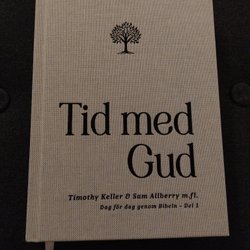 Tid med
Gud
Timothy Keller & Sam Allberry m.fl.
Dag för dag genom Bibeln - Del 1